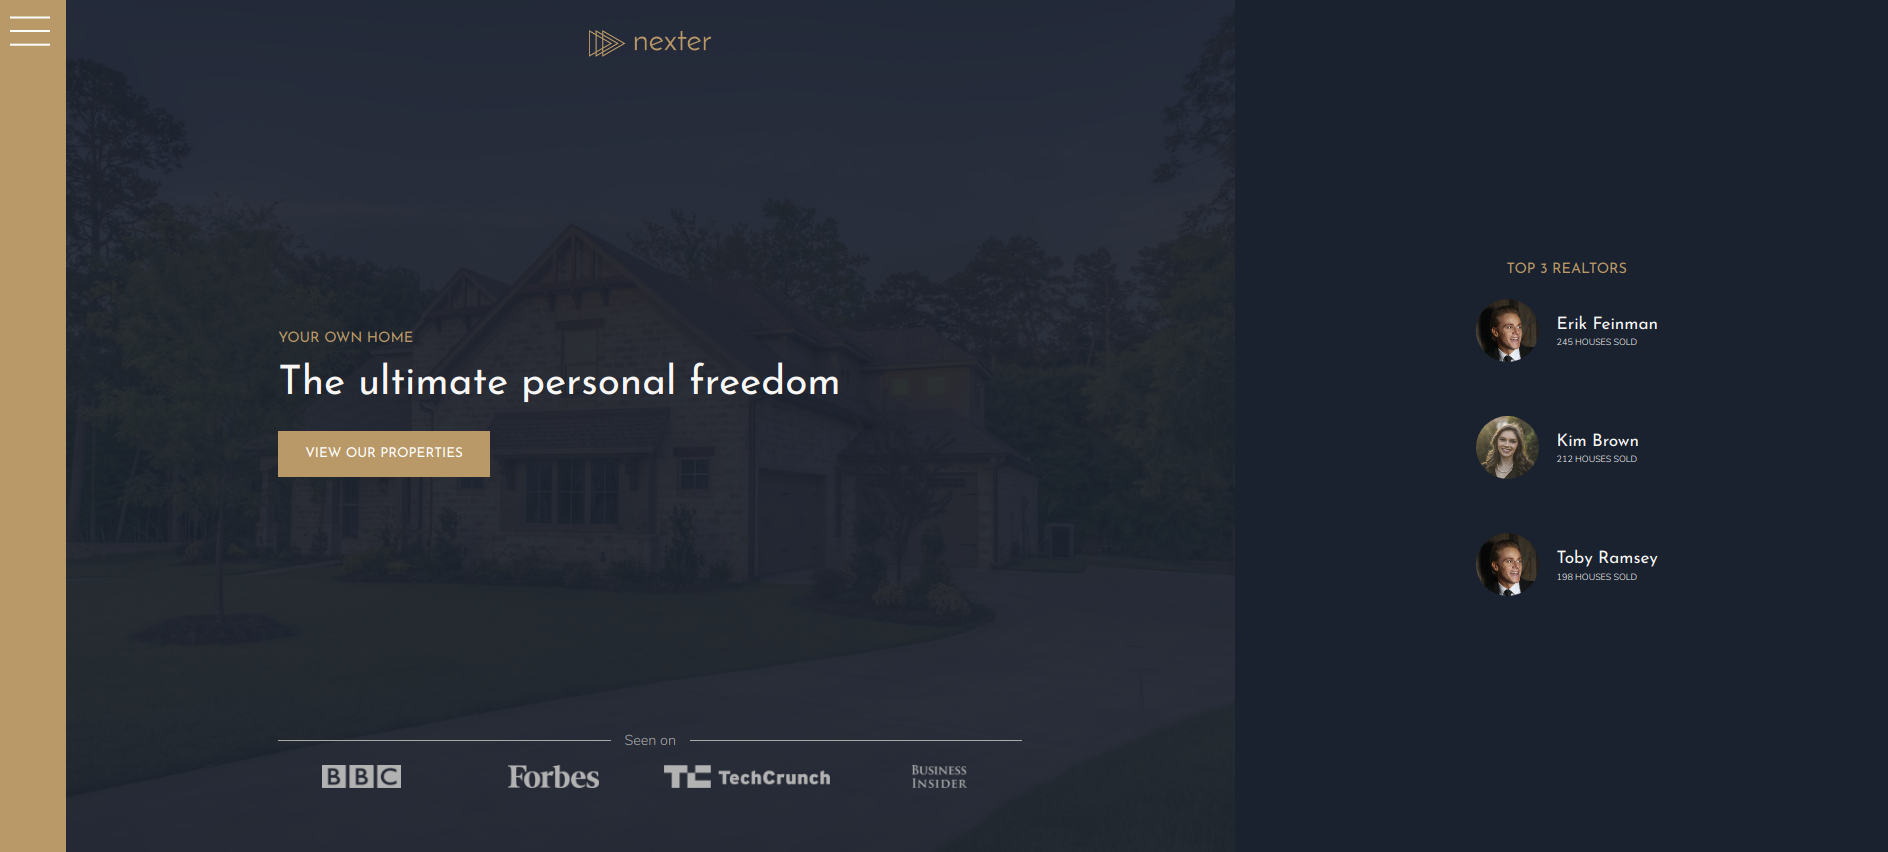 nexter
YOUR OWN HOME
The ultimate personal freedom
VIEW OUR PROPERTIES
Seen on
BBC
Forbes
TC TechCrunch
BUSINESS
INSIDER
TOP 3 REALTORS
Erik Feinman
245 HOUSES SOLD
Kim Brown
212 HOUSES SOLD
Toby Ramsey
198 HOUSES SOLD